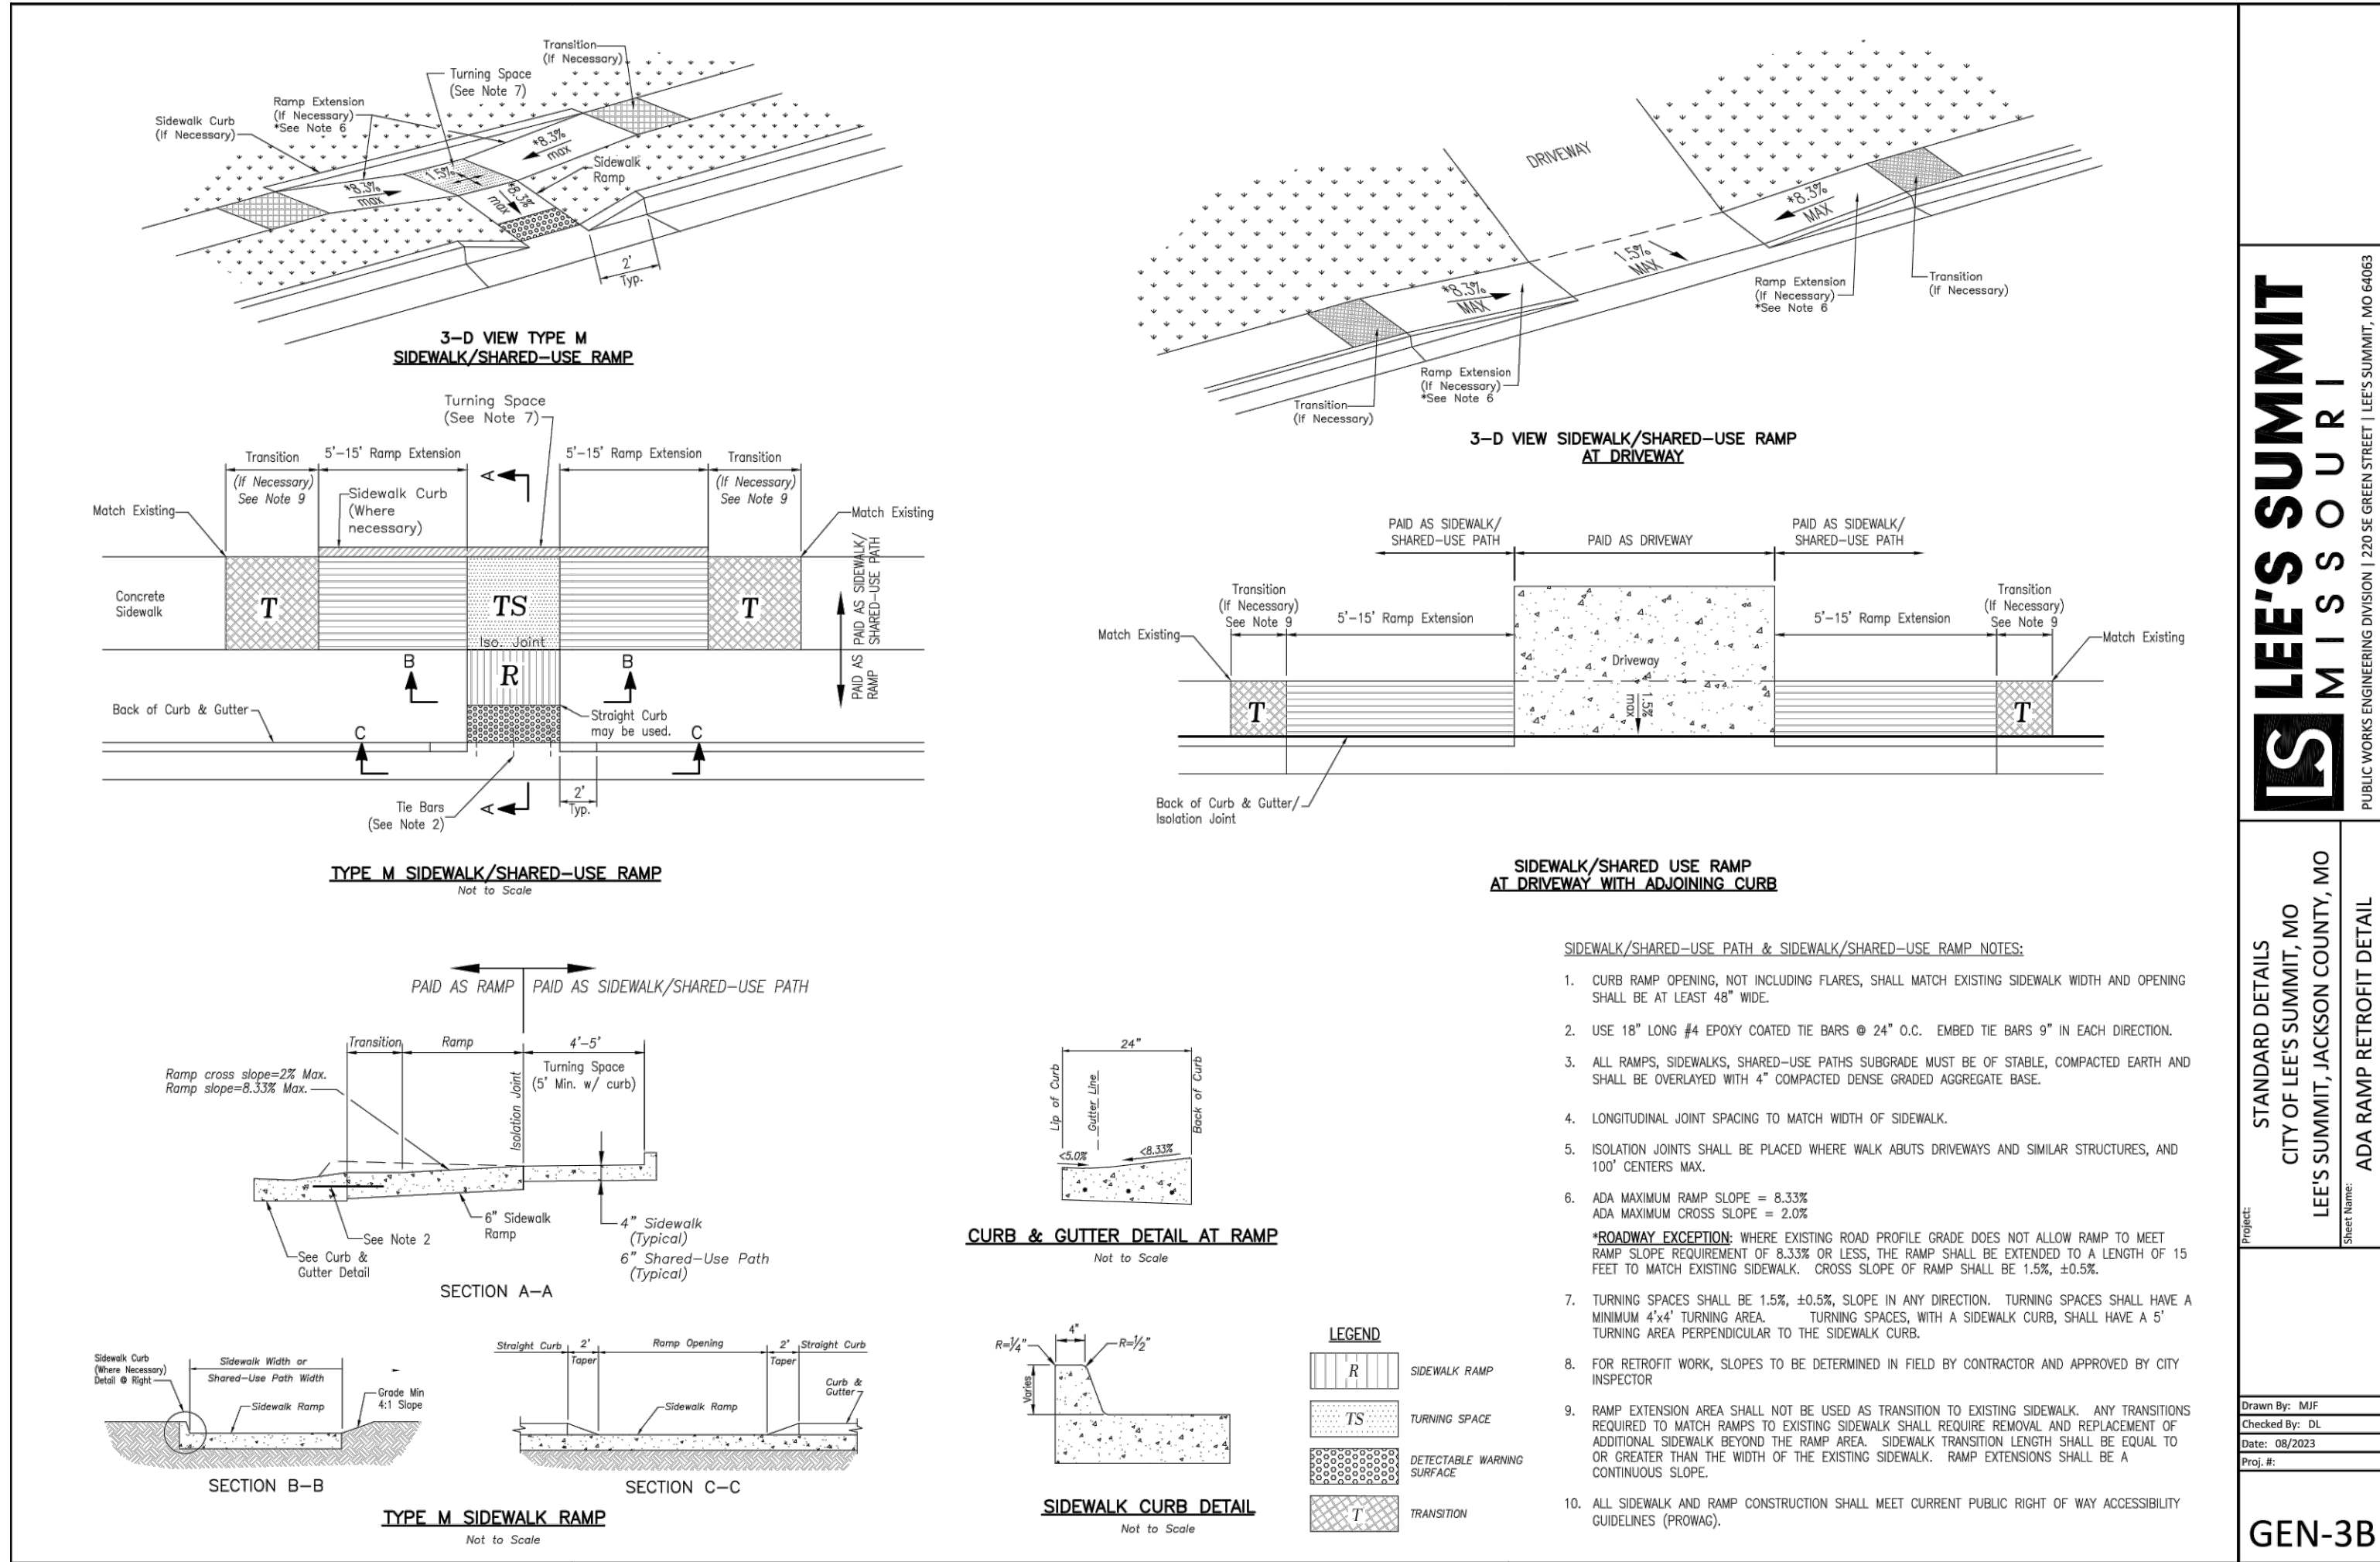 Transition
(If Necessary)
Turning Space
(See Note 7)
Ramp Extension
(If Necessary)
*See Note 6
Sidewalk Curb
(If Necessary)
*8.3%
max
Sidewalk
Ramp
1.5%
*8.3%
max
*8.3%
max
2'
Typ.
3-D VIEW TYPE M
SIDEWALK/SHARED-USE RAMP
DRIVEWAY
*8.3%
MAX
1.5%
MAX
*8.3%
MAX
Transition
(If Necessary)
Ramp Extension
(If Necessary)
*See Note 6
Ramp Extension
(If Necessary)
*See Note 6
Transition
(If Necessary)
3-D VIEW SIDEWALK/SHARED-USE RAMP
AT DRIVEWAY
Turning Space
(See Note 7)
Transition
(If Necessary)
See Note 9
5'-15' Ramp Extension
A
5'-15' Ramp Extension
Transition
(If Necessary)
See Note 9
Sidewalk Curb
(Where
necessary)
Match Existing
Match Existing
Concrete
Sidewalk
T
TS
T
Iso. Joint
PAID AS SIDEWALK/
SHARED-USE PATH
PAID AS
RAMP
B
R
B
Back of Curb & Gutter
Straight Curb
may be used.
C
C
Tie Bars
(See Note 2)
A
2'
Typ.
TYPE M SIDEWALK/SHARED-USE RAMP
Not to Scale
PAID AS SIDEWALK/
SHARED-USE PATH
PAID AS DRIVEWAY
PAID AS SIDEWALK/
SHARED-USE PATH
Transition
(If Necessary)
See Note 9
5'-15' Ramp Extension
5'-15' Ramp Extension
Transition
(If Necessary)
See Note 9
Match Existing
Match Existing
Driveway
T
1.5%
max
T
Back of Curb & Gutter/
Isolation Joint
SIDEWALK/SHARED USE RAMP
AT DRIVEWAY WITH ADJOINING CURB
PAID AS RAMP
PAID AS SIDEWALK/SHARED-USE PATH
Transition
Ramp
4'-5'
Turning Space
(5' Min. w/ curb)
Isolation Joint
Ramp cross slope=2% Max.
Ramp slope=8.33% Max.
6" Sidewalk
Ramp
See Note 2
See Curb &
Gutter Detail
4" Sidewalk
(Typical)
6" Shared-Use Path
(Typical)
SECTION A-A
24"
Lip of Curb
Gutter Line
Back of Curb
<5.0%
<8.33%
CURB & GUTTER DETAIL AT RAMP
Not to Scale
Sidewalk Curb
(Where Necessary)
Detail @ Right
Sidewalk Width or
Shared-Use Path Width
Sidewalk Ramp
Grade Min
4:1 Slope
SECTION B-B
Straight Curb
2'
Taper
Ramp Opening
2'
Taper
Straight Curb
Curb &
Gutter
Sidewalk Ramp
SECTION C-C
TYPE M SIDEWALK RAMP
Not to Scale
4"
R=1/4"
R=1/2"
Varies
SIDEWALK CURB DETAIL
Not to Scale
LEGEND
R
SIDEWALK RAMP
TS
TURNING SPACE
DETECTABLE WARNING
SURFACE
T
TRANSITION
SIDEWALK/SHARED-USE PATH & SIDEWALK/SHARED-USE RAMP NOTES:
1. CURB RAMP OPENING, NOT INCLUDING FLARES, SHALL MATCH EXISTING SIDEWALK WIDTH AND OPENING
SHALL BE AT LEAST 48" WIDE.
2. USE 18" LONG #4 EPOXY COATED TIE BARS @ 24" O.C. EMBED TIE BARS 9" IN EACH DIRECTION.
3. ALL RAMPS, SIDEWALKS, SHARED-USE PATHS SUBGRADE MUST BE OF STABLE, COMPACTED EARTH AND
SHALL BE OVERLAYED WITH 4" COMPACTED DENSE GRADED AGGREGATE BASE.
4. LONGITUDINAL JOINT SPACING TO MATCH WIDTH OF SIDEWALK.
5. ISOLATION JOINTS SHALL BE PLACED WHERE WALK ABUTS DRIVEWAYS AND SIMILAR STRUCTURES, AND
100' CENTERS MAX.
6. ADA MAXIMUM RAMP SLOPE = 8.33%
ADA MAXIMUM CROSS SLOPE = 2.0%
*ROADWAY EXCEPTION: WHERE EXISTING ROAD PROFILE GRADE DOES NOT ALLOW RAMP TO MEET
RAMP SLOPE REQUIREMENT OF 8.33% OR LESS, THE RAMP SHALL BE EXTENDED TO A LENGTH OF 15
FEET TO MATCH EXISTING SIDEWALK. CROSS SLOPE OF RAMP SHALL BE 1.5%, ±0.5%.
7. TURNING SPACES SHALL BE 1.5%, ±0.5%, SLOPE IN ANY DIRECTION. TURNING SPACES SHALL HAVE A
MINIMUM 4'x4' TURNING AREA. TURNING SPACES, WITH A SIDEWALK CURB, SHALL HAVE A 5'
TURNING AREA PERPENDICULAR TO THE SIDEWALK CURB.
8. FOR RETROFIT WORK, SLOPES TO BE DETERMINED IN FIELD BY CONTRACTOR AND APPROVED BY CITY
INSPECTOR
9. RAMP EXTENSION AREA SHALL NOT BE USED AS TRANSITION TO EXISTING SIDEWALK. ANY TRANSITIONS
REQUIRED TO MATCH RAMPS TO EXISTING SIDEWALK SHALL REQUIRE REMOVAL AND REPLACEMENT OF
ADDITIONAL SIDEWALK BEYOND THE RAMP AREA. SIDEWALK TRANSITION LENGTH SHALL BE EQUAL TO
OR GREATER THAN THE WIDTH OF THE EXISTING SIDEWALK. RAMP EXTENSIONS SHALL BE A
CONTINUOUS SLOPE.
10. ALL SIDEWALK AND RAMP CONSTRUCTION SHALL MEET CURRENT PUBLIC RIGHT OF WAY ACCESSIBILITY
GUIDELINES (PROWAG).
LS
LEE'S SUMMIT
MISSOURI
PUBLIC WORKS ENGINEERING DIVISION | 220 SE GREEN STREET | LEE'S SUMMIT, MO 64063
Project:
STANDARD DETAILS
CITY OF LEE'S SUMMIT, MO
LEE'S SUMMIT, JACKSON COUNTY, MO
Sheet Name:
ADA RAMP RETROFIT DETAIL
Drawn By: MJF
Checked By: DL
Date: 08/2023
Proj. #:
GEN-3B